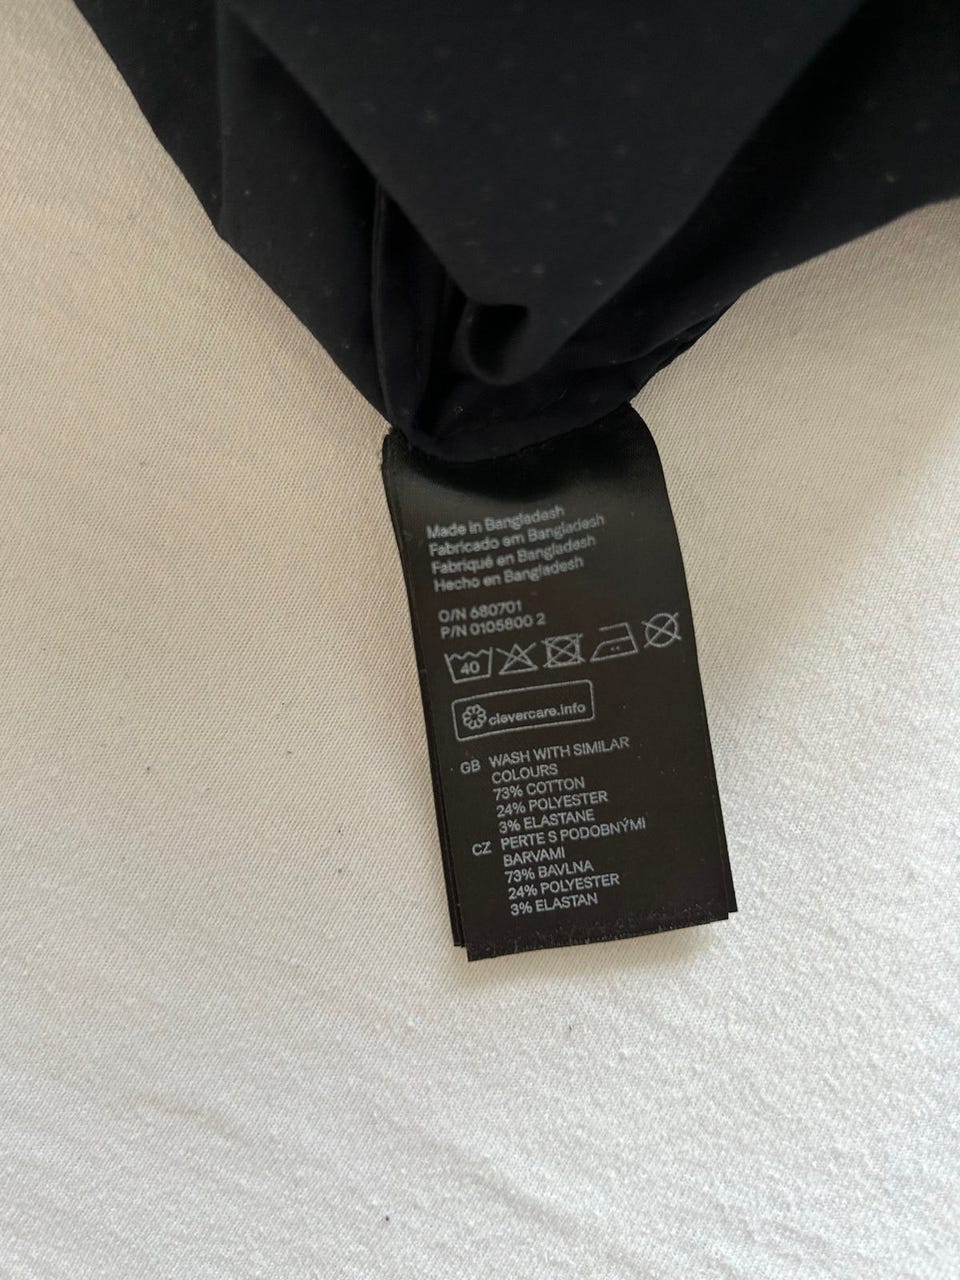 Made in Bangladesh
Fabricado em Bangladesh
Fabriqué en Bangladesh
Hecho en Bangladesh
O/N 680701
P/N 0105800 2
40
clevercare.info
GB WASH WITH SIMILAR
COLOURS
73% COTTON
24% POLYESTER
3% ELASTANE
CZ PERTE S PODOBNÝMI
BARVAMI
73% BAVLNA
24% POLYESTER
3% ELASTAN